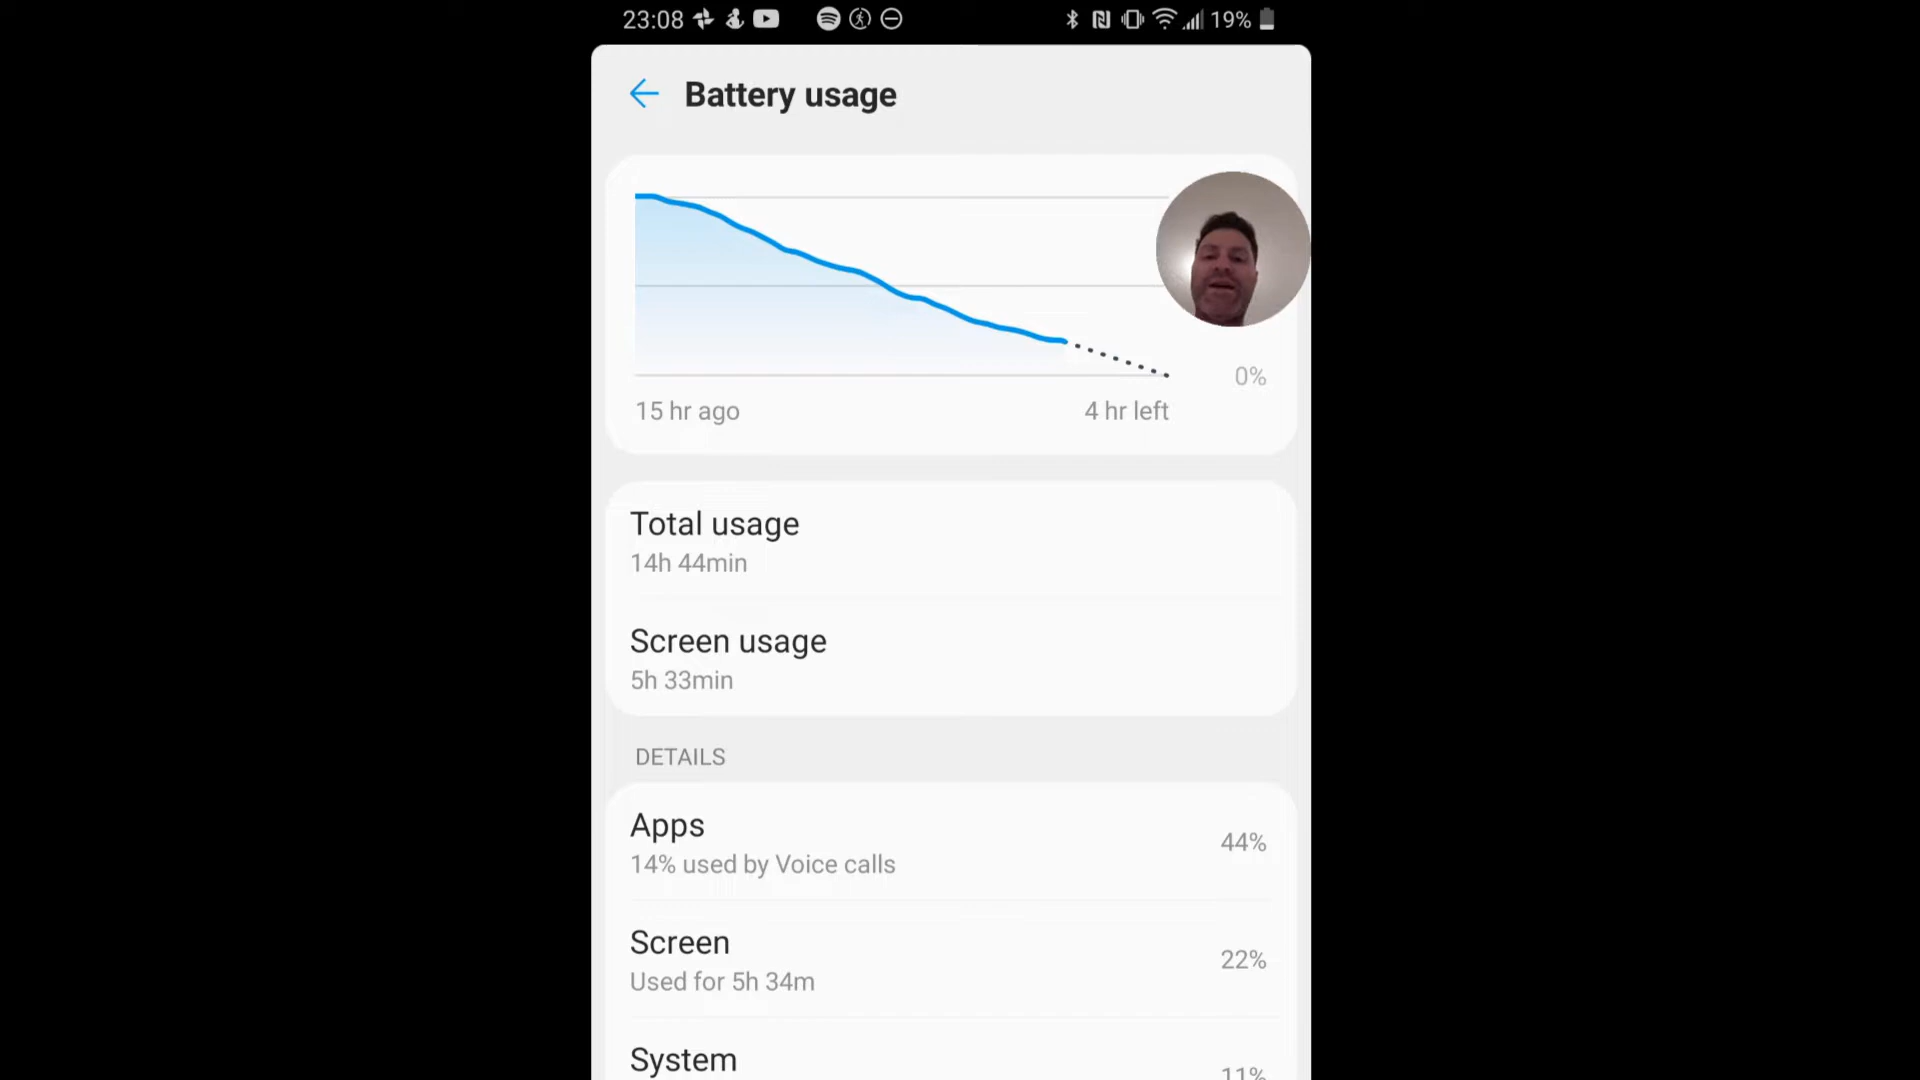 23:08 19%
Battery usage
0%
15 hr ago 4 hr left
Total usage
14h 44min
Screen usage
5h 33min
DETAILS
Apps
44%
14% used by Voice calls
Screen
22%
Used for 5h 34m
System
11%